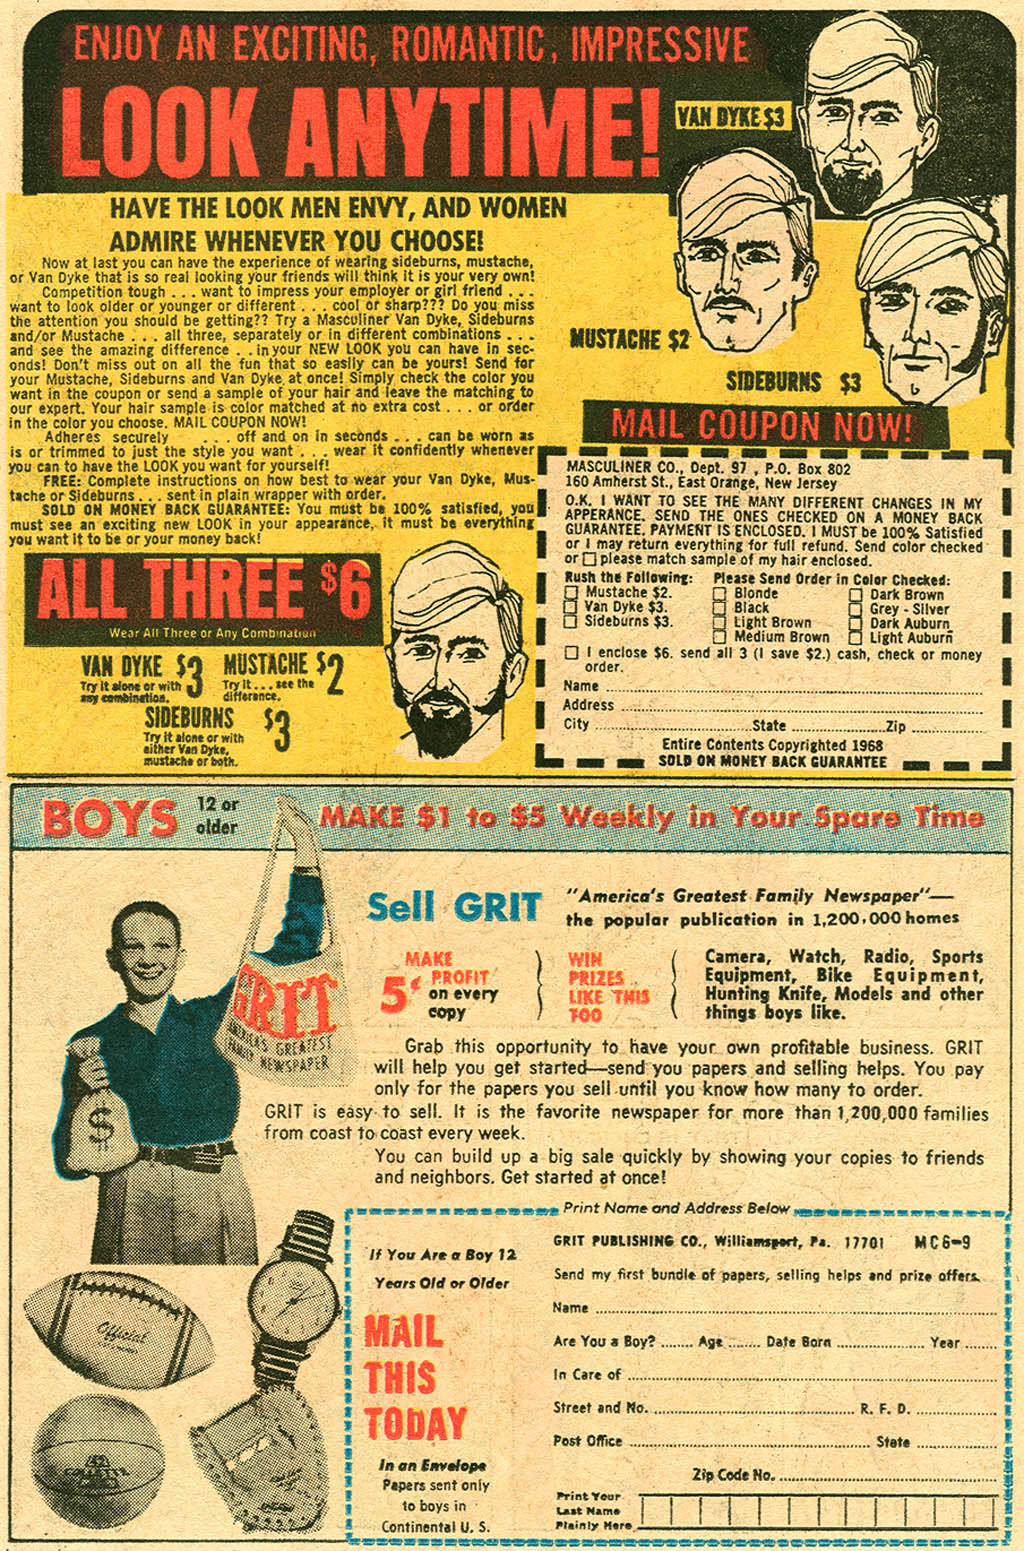 ENJOY AN EXCITING, ROMANTIC, IMPRESSIVE
LOOK ANYTIME!
VAN DYKE $3
HAVE THE LOOK MEN ENVY, AND WOMEN
ADMIRE WHENEVER YOU CHOOSE!
Now at last you can have the experience of wearing sideburns, mustache,
or Van Dyke that is so real looking your friends will think it is your very own!
Competition tough . . . want to impress your employer or girl friend . . .
want to look older or younger or different . . . cool or sharp??? Do you miss
the attention you should be getting?? Try a Masculiner Van Dyke, Sideburns
and/or Mustache . . . all three, separately or in different combinations . . .
and see the amazing difference . . in your NEW LOOK you can have in sec-
onds! Don't miss out on all the fun that so easily can be yours! Send for
your Mustache, Sideburns and Van Dyke at once! Simply check the color you
want in the coupon or send a sample of your hair and leave the matching to
our expert. Your hair sample is color matched at no extra cost . . . or order
in the color you choose. MAIL COUPON NOW!
Adheres securely . . . off and on in seconds . . . can be worn as
is or trimmed to just the style you want . . . wear it confidently whenever
you can to have the LOOK you want for yourself!
FREE: Complete instructions on how best to wear your Van Dyke, Mus-
tache or Sideburns . . . sent in plain wrapper with order.
SOLD ON MONEY BACK GUARANTEE: You must be 100% satisfied, you
must see an exciting new LOOK in your appearance, it must be everything
you want it to be or your money back!
MUSTACHE $2
SIDEBURNS $3
ALL THREE $6
Wear All Three or Any Combination
VAN DYKE $3
Try it alone or with
any combination.
MUSTACHE $2
Try it . . . see the
difference.
SIDEBURNS $3
Try it alone or with
either Van Dyke,
mustache or both.
MAIL COUPON NOW!
MASCULINER CO., Dept. 97 , P.O. Box 802
160 Amherst St., East Orange, New Jersey
O.K. I WANT TO SEE THE MANY DIFFERENT CHANGES IN MY
APPERANCE. SEND THE ONES CHECKED ON A MONEY BACK
GUARANTEE. PAYMENT IS ENCLOSED. I MUST be 100% Satisfied
or I may return everything for full refund. Send color checked
or □ please match sample of my hair enclosed.
Rush the Following: Please Send Order in Color Checked:
□ Mustache $2. □ Blonde □ Dark Brown
□ Van Dyke $3. □ Black □ Grey - Silver
□ Sideburns $3. □ Light Brown □ Dark Auburn
□ Medium Brown □ Light Auburn
□ I enclose $6. send all 3 (I save $2.) cash, check or money
order.
Name
Address
City State Zip
Entire Contents Copyrighted 1968
SOLD ON MONEY BACK GUARANTEE
BOYS 12 or older MAKE $1 to $5 Weekly in Your Spare Time
GRIT
AMERICA'S GREATEST
FAMILY NEWSPAPER
$
Sell GRIT
"America's Greatest Family Newspaper"—
the popular publication in 1,200,000 homes
MAKE
5¢ PROFIT
on every
copy
WIN
PRIZES
LIKE THIS
TOO
Camera, Watch, Radio, Sports
Equipment, Bike Equipment,
Hunting Knife, Models and other
things boys like.
Grab this opportunity to have your own profitable business. GRIT
will help you get started—send you papers and selling helps. You pay
only for the papers you sell until you know how many to order.
GRIT is easy to sell. It is the favorite newspaper for more than 1,200,000 families
from coast to coast every week.
You can build up a big sale quickly by showing your copies to friends
and neighbors. Get started at once!
Official
Print Name and Address Below
If You Are a Boy 12
Years Old or Older
MAIL
THIS
TODAY
In an Envelope
Papers sent only
to boys in
Continental U. S.
GRIT PUBLISHING CO., Williamsport, Pa. 17701 MC6-9
Send my first bundle of papers, selling helps and prize offers.
Name
Are You a Boy? Age Date Born Year
In Care of
Street and No. R. F. D.
Post Office State
Zip Code No.
Print Your
Last Name
Plainly Here